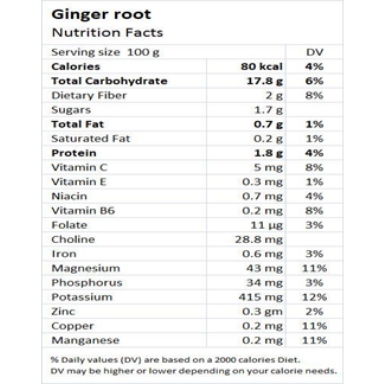 Ginger root
Nutrition Facts
Serving size 100 g DV
Calories 80 kcal 4%
Total Carbohydrate 17.8 g 6%
Dietary Fiber 2 g 8%
Sugars 1.7 g
Total Fat 0.7 g 1%
Saturated Fat 0.2 g 1%
Protein 1.8 g 4%
Vitamin C 5 mg 8%
Vitamin E 0.3 mg 1%
Niacin 0.7 mg 4%
Vitamin B6 0.2 mg 8%
Folate 11 µg 3%
Choline 28.8 mg
Iron 0.6 mg 3%
Magnesium 43 mg 11%
Phosphorus 34 mg 3%
Potassium 415 mg 12%
Zinc 0.3 gm 2%
Copper 0.2 mg 11%
Manganese 0.2 mg 11%
% Daily values (DV) are based on a 2000 calories Diet.
DV may be higher or lower depending on your calorie needs.